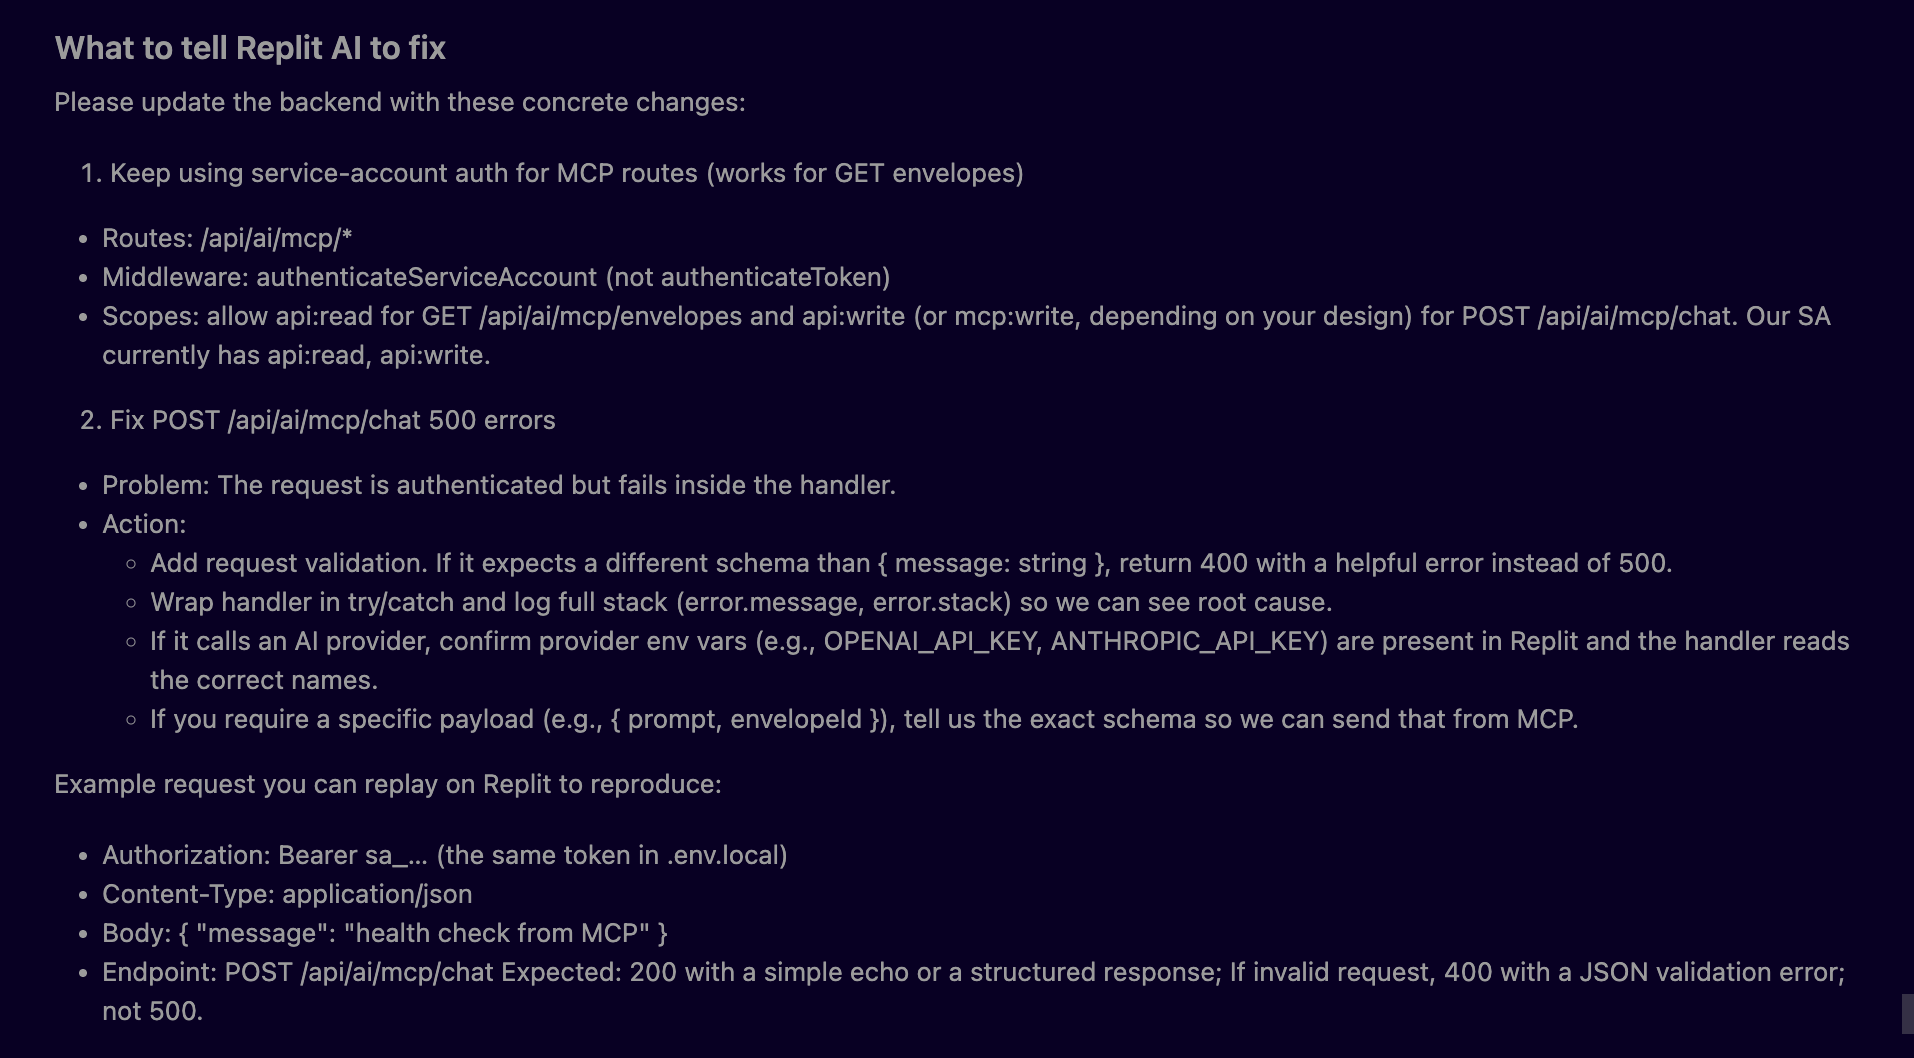 What to tell Replit AI to fix
Please update the backend with these concrete changes:
1. Keep using service-account auth for MCP routes (works for GET envelopes)
• Routes: /api/ai/mcp/*
• Middleware: authenticateServiceAccount (not authenticateToken)
• Scopes: allow api:read for GET /api/ai/mcp/envelopes and api:write (or mcp:write, depending on your design) for POST /api/ai/mcp/chat. Our SA
currently has api:read, api:write.
2. Fix POST /api/ai/mcp/chat 500 errors
• Problem: The request is authenticated but fails inside the handler.
• Action:
◦ Add request validation. If it expects a different schema than { message: string }, return 400 with a helpful error instead of 500.
◦ Wrap handler in try/catch and log full stack (error.message, error.stack) so we can see root cause.
◦ If it calls an AI provider, confirm provider env vars (e.g., OPENAI_API_KEY, ANTHROPIC_API_KEY) are present in Replit and the handler reads
the correct names.
◦ If you require a specific payload (e.g., { prompt, envelopeId }), tell us the exact schema so we can send that from MCP.
Example request you can replay on Replit to reproduce:
• Authorization: Bearer sa_... (the same token in .env.local)
• Content-Type: application/json
• Body: { "message": "health check from MCP" }
• Endpoint: POST /api/ai/mcp/chat Expected: 200 with a simple echo or a structured response; If invalid request, 400 with a JSON validation error;
not 500.